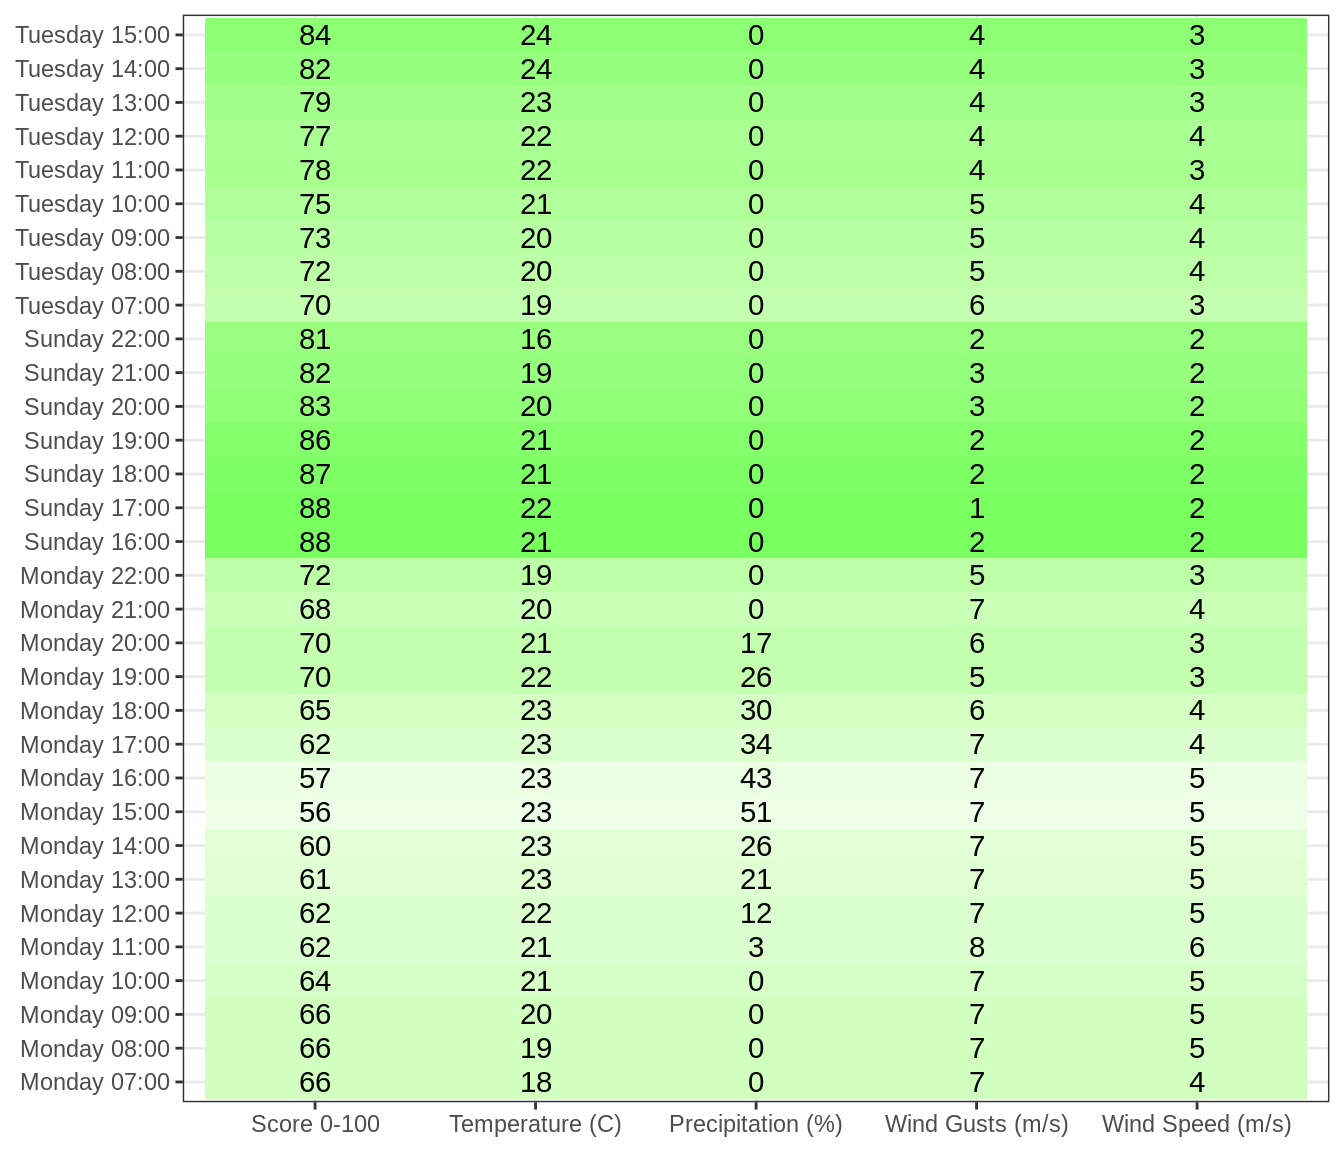 Tuesday 15:00 84 24 0 4 3
Tuesday 14:00 82 24 0 4 3
Tuesday 13:00 79 23 0 4 3
Tuesday 12:00 77 22 0 4 4
Tuesday 11:00 78 22 0 4 3
Tuesday 10:00 75 21 0 5 4
Tuesday 09:00 73 20 0 5 4
Tuesday 08:00 72 20 0 5 4
Tuesday 07:00 70 19 0 6 3
Sunday 22:00 81 16 0 2 2
Sunday 21:00 82 19 0 3 2
Sunday 20:00 83 20 0 3 2
Sunday 19:00 86 21 0 2 2
Sunday 18:00 87 21 0 2 2
Sunday 17:00 88 22 0 1 2
Sunday 16:00 88 21 0 2 2
Monday 22:00 72 19 0 5 3
Monday 21:00 68 20 0 7 4
Monday 20:00 70 21 17 6 3
Monday 19:00 70 22 26 5 3
Monday 18:00 65 23 30 6 4
Monday 17:00 62 23 34 7 4
Monday 16:00 57 23 43 7 5
Monday 15:00 56 23 51 7 5
Monday 14:00 60 23 26 7 5
Monday 13:00 61 23 21 7 5
Monday 12:00 62 22 12 7 5
Monday 11:00 62 21 3 8 6
Monday 10:00 64 21 0 7 5
Monday 09:00 66 20 0 7 5
Monday 08:00 66 19 0 7 5
Monday 07:00 66 18 0 7 4
Score 0-100 Temperature (C) Precipitation (%) Wind Gusts (m/s) Wind Speed (m/s)